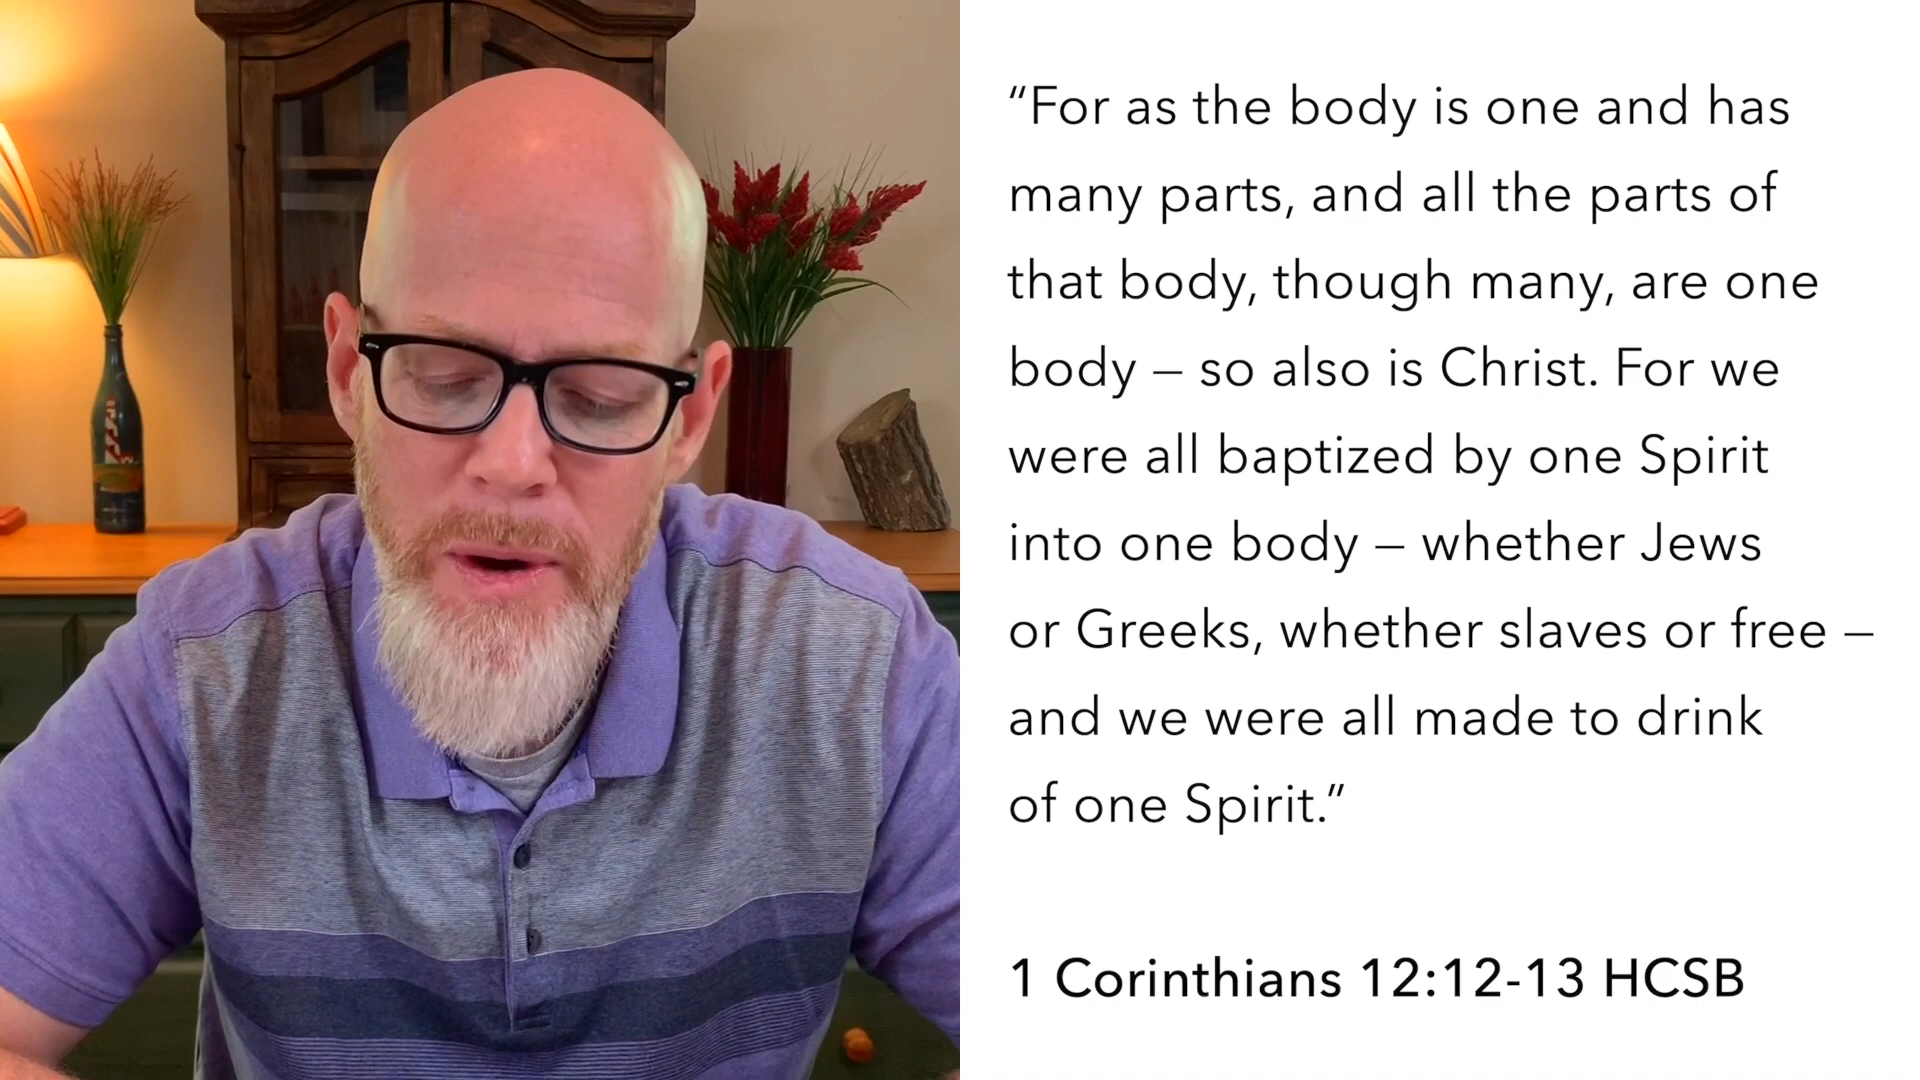 “For as the body is one and has
many parts, and all the parts of
that body, though many, are one
body – so also is Christ. For we
were all baptized by one Spirit
into one body – whether Jews
or Greeks, whether slaves or free –
and we were all made to drink
of one Spirit.”
1 Corinthians 12:12-13 HCSB